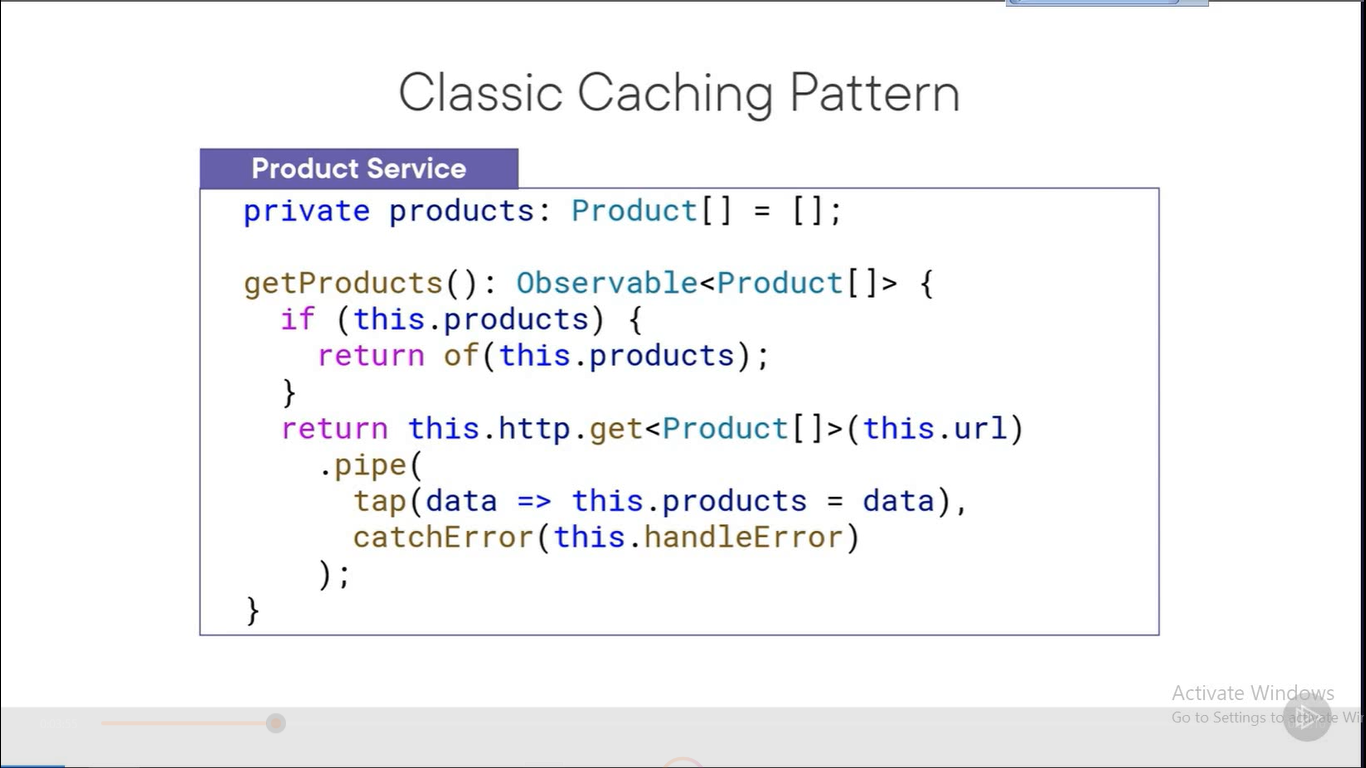 Classic Caching Pattern
Product Service
private products: Product[] = [];
getProducts(): Observable<Product[]> {
if (this.products) {
return of(this.products);
}
return this.http.get<Product[]>(this.url)
.pipe(
tap(data => this.products = data),
catchError(this.handleError)
);
}
Activate Windows
Go to Settings to activate Wi